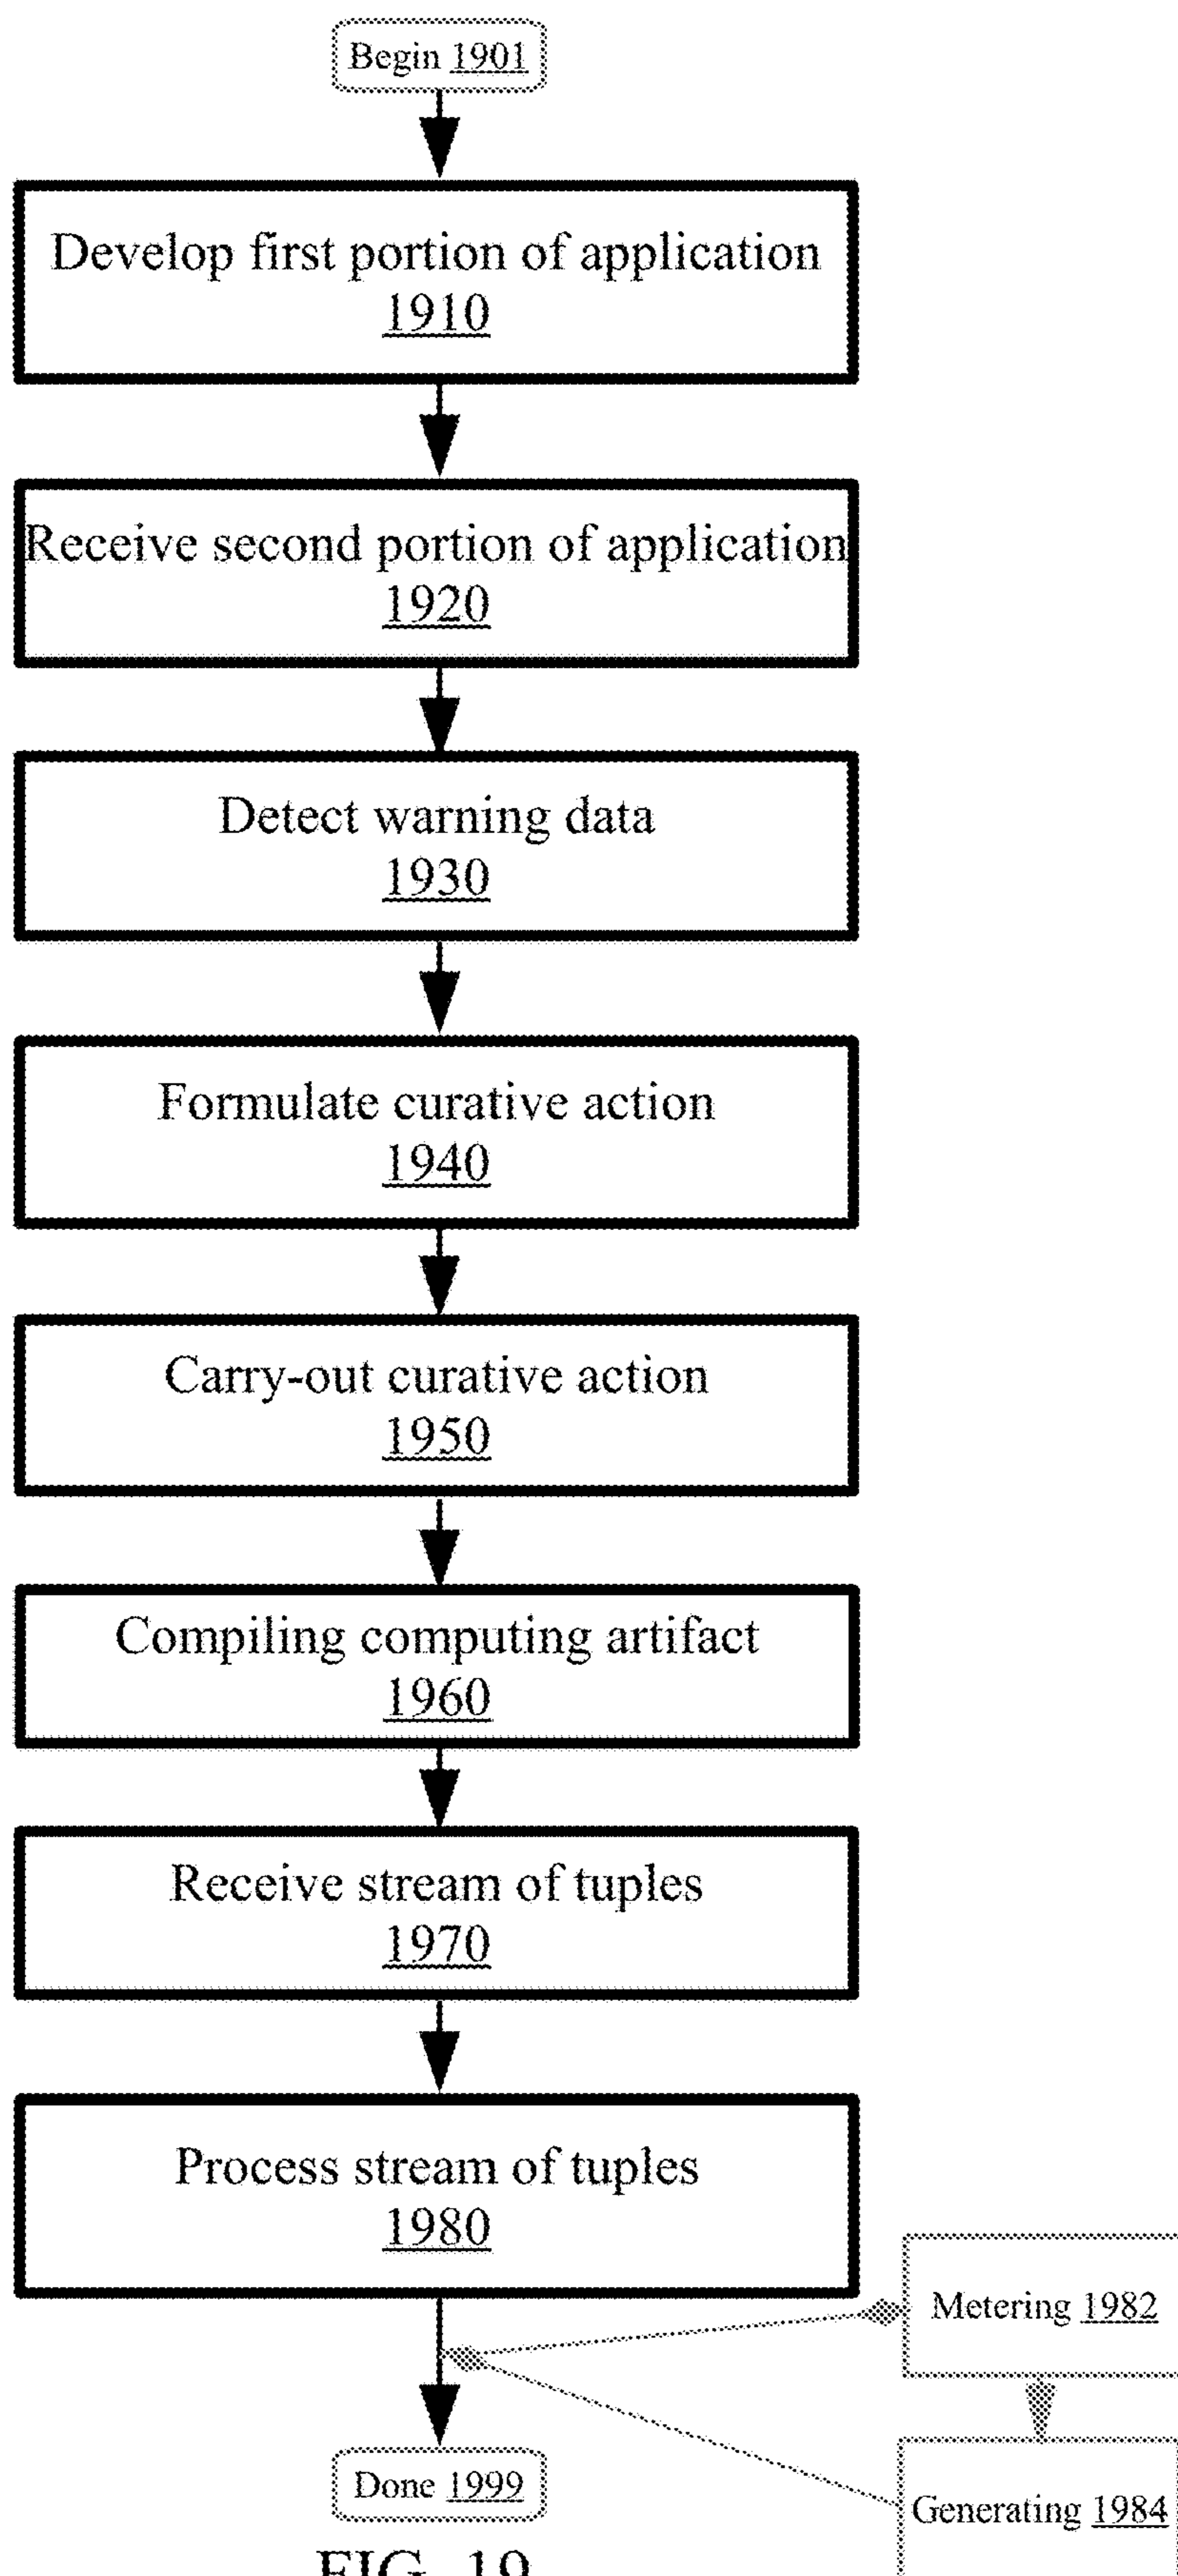 Begin 1901
Develop first portion of application
1910
Receive second portion of application
1920
Detect warning data
1930
Formulate curative action
1940
Carry-out curative action
1950
Compiling computing artifact
1960
Receive stream of tuples
1970
Process stream of tuples
1980
Metering 1982
Done 1999
Generating 1984
FIG. 19